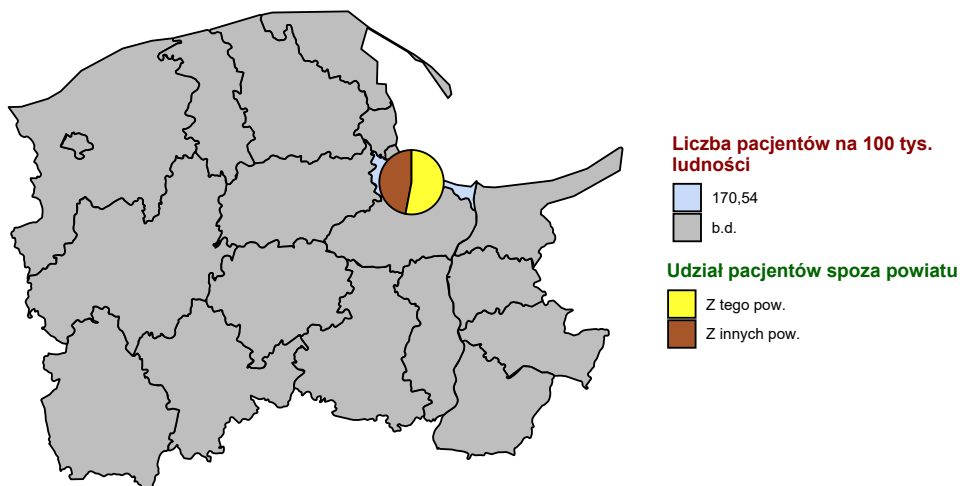 Liczba pacjentów na 100 tys.
ludności
170,54
b.d.
Udział pacjentów spoza powiatu
Z tego pow.
Z innych pow.